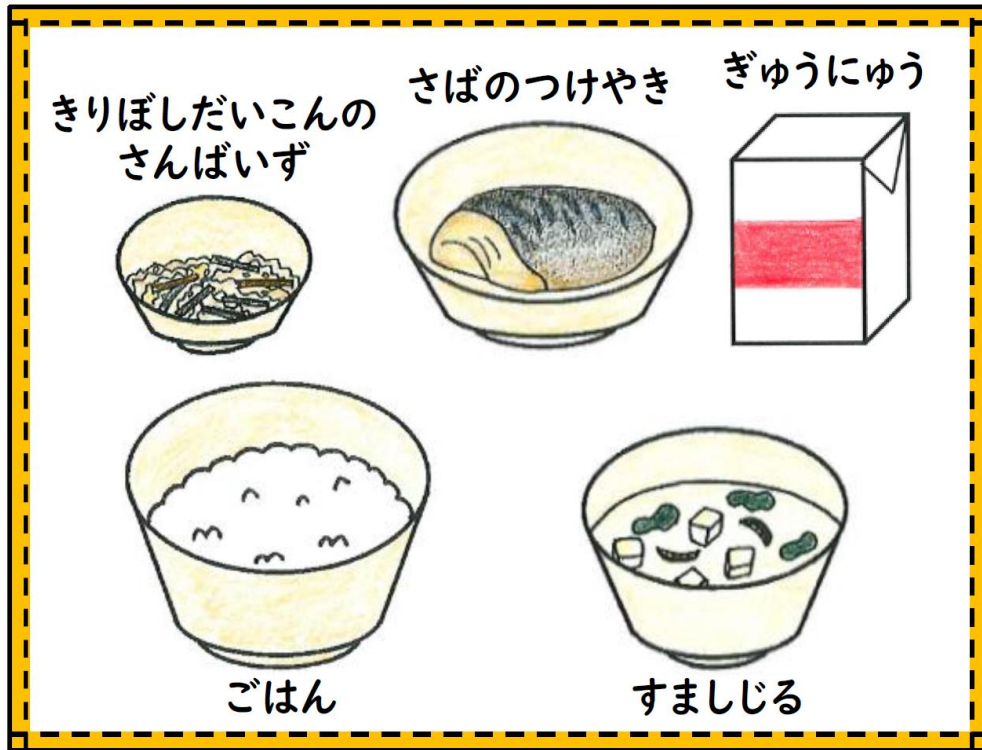 きりぼしだいこんの
さんばいず
さばのつけやき
ぎゅうにゅう
ごはん
すましじる